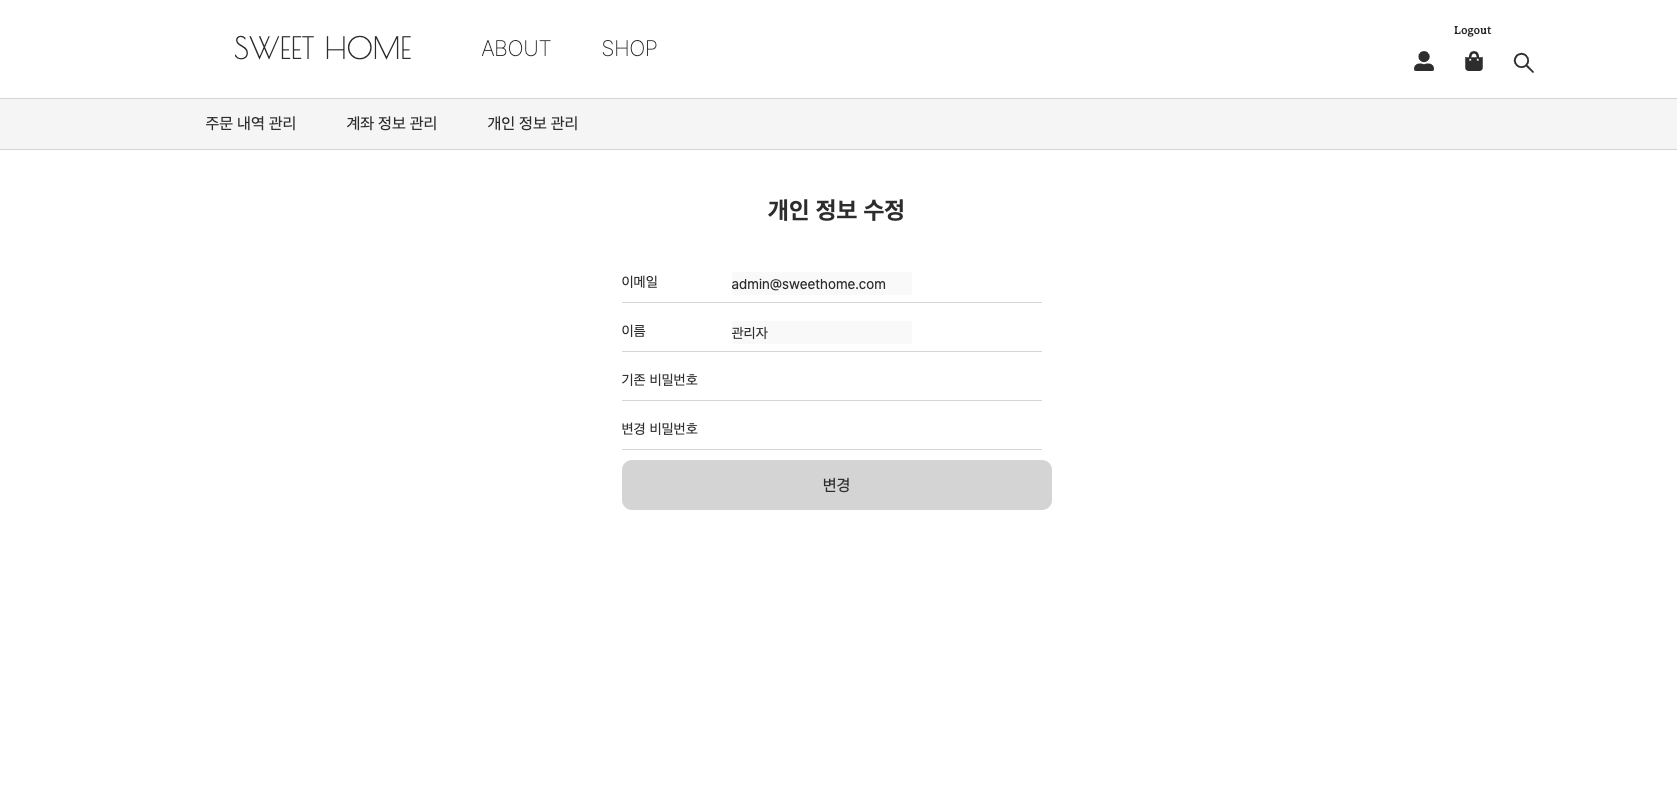 Logout
SWEET HOME ABOUT SHOP
주문 내역 관리 계좌 정보 관리 개인 정보 관리
개인 정보 수정
이메일 admin@sweethome.com
이름 관리자
기존 비밀번호
변경 비밀번호
변경